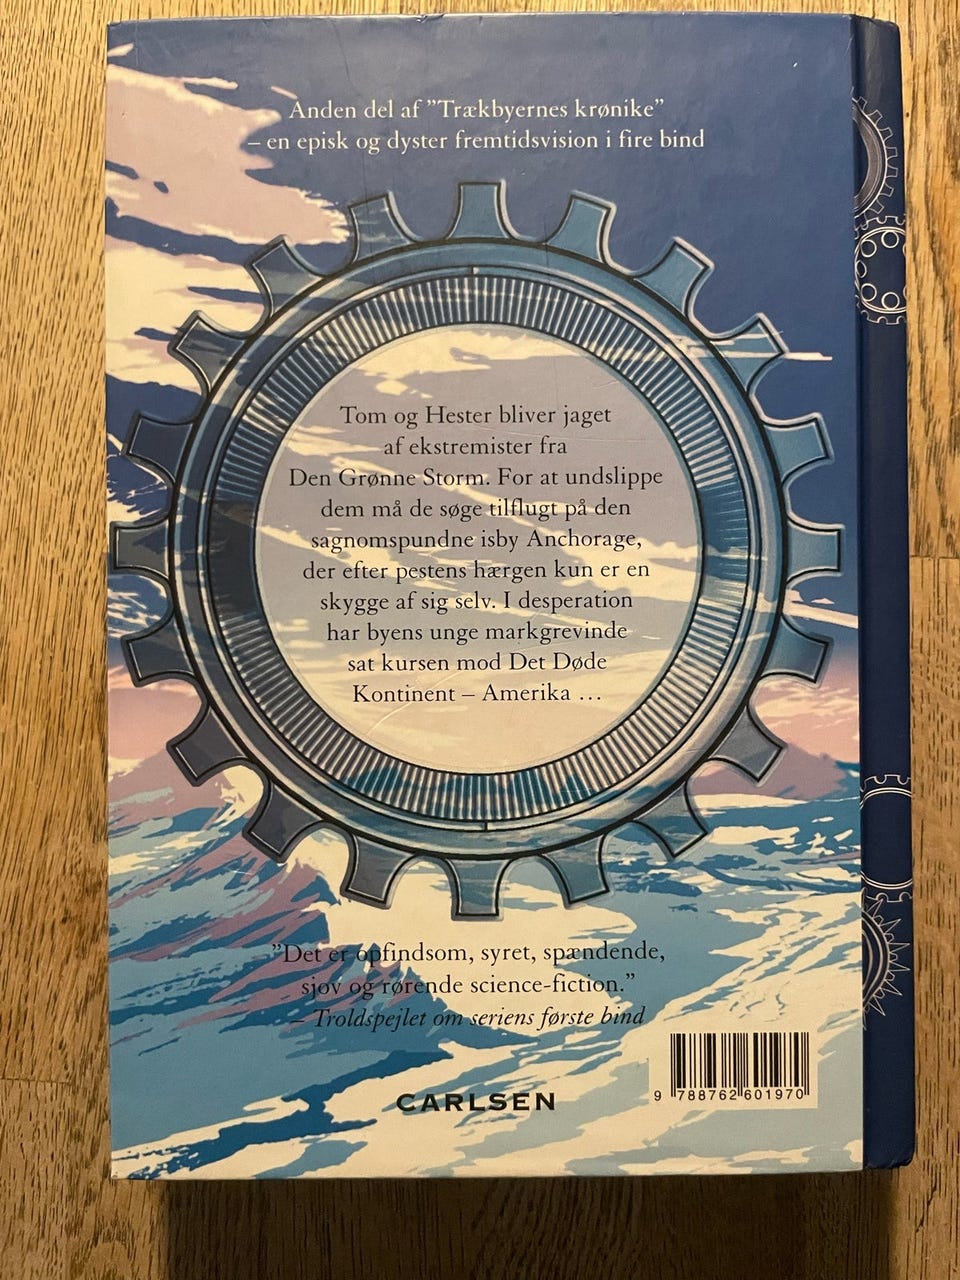 Anden del af ”Trækbyernes krønike”
– en episk og dyster fremtidsvision i fire bind
Tom og Hester bliver jaget
af ekstremister fra
Den Grønne Storm. For at undslippe
dem må de søge tilflugt på den
sagnomspundne isby Anchorage,
der efter pestens hærgen kun er en
skygge af sig selv. I desperation
har byens unge markgrevinde
sat kursen mod Det Døde
Kontinent – Amerika …
”Det er opfindsom, syret, spændende,
sjov og rørende science-fiction.”
– Troldspejlet om seriens første bind
CARLSEN
9 788762 601970